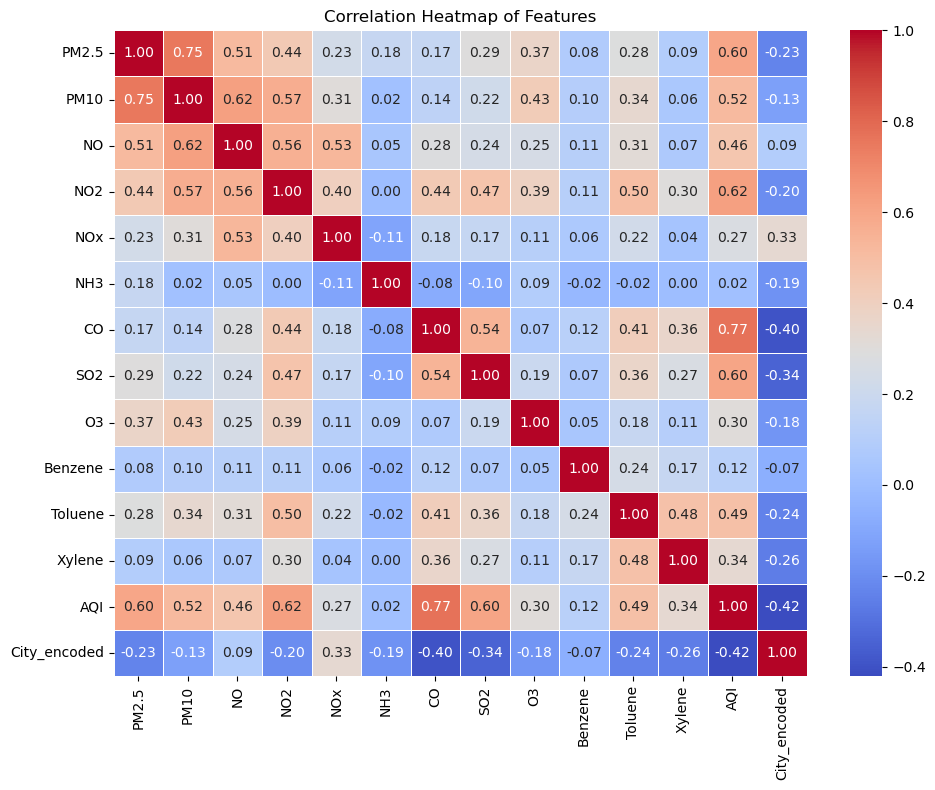 Correlation Heatmap of Features
PM2.5 1.00 0.75 0.51 0.44 0.23 0.18 0.17 0.29 0.37 0.08 0.28 0.09 0.60 -0.23
PM10 0.75 1.00 0.62 0.57 0.31 0.02 0.14 0.22 0.43 0.10 0.34 0.06 0.52 -0.13
NO 0.51 0.62 1.00 0.56 0.53 0.05 0.28 0.24 0.25 0.11 0.31 0.07 0.46 0.09
NO2 0.44 0.57 0.56 1.00 0.40 0.00 0.44 0.47 0.39 0.11 0.50 0.30 0.62 -0.20
NOx 0.23 0.31 0.53 0.40 1.00 -0.11 0.18 0.17 0.11 0.06 0.22 0.04 0.27 0.33
NH3 0.18 0.02 0.05 0.00 -0.11 1.00 -0.08 -0.10 0.09 -0.02 -0.02 0.00 0.02 -0.19
CO 0.17 0.14 0.28 0.44 0.18 -0.08 1.00 0.54 0.07 0.12 0.41 0.36 0.77 -0.40
SO2 0.29 0.22 0.24 0.47 0.17 -0.10 0.54 1.00 0.19 0.07 0.36 0.27 0.60 -0.34
O3 0.37 0.43 0.25 0.39 0.11 0.09 0.07 0.19 1.00 0.05 0.18 0.11 0.30 -0.18
Benzene 0.08 0.10 0.11 0.11 0.06 -0.02 0.12 0.07 0.05 1.00 0.24 0.17 0.12 -0.07
Toluene 0.28 0.34 0.31 0.50 0.22 -0.02 0.41 0.36 0.18 0.24 1.00 0.48 0.49 -0.24
Xylene 0.09 0.06 0.07 0.30 0.04 0.00 0.36 0.27 0.11 0.17 0.48 1.00 0.34 -0.26
AQI 0.60 0.52 0.46 0.62 0.27 0.02 0.77 0.60 0.30 0.12 0.49 0.34 1.00 -0.42
City_encoded -0.23 -0.13 0.09 -0.20 0.33 -0.19 -0.40 -0.34 -0.18 -0.07 -0.24 -0.26 -0.42 1.00
PM2.5 PM10 NO NO2 NOx NH3 CO SO2 O3 Benzene Toluene Xylene AQI City_encoded
1.0
0.8
0.6
0.4
0.2
0.0
−0.2
−0.4